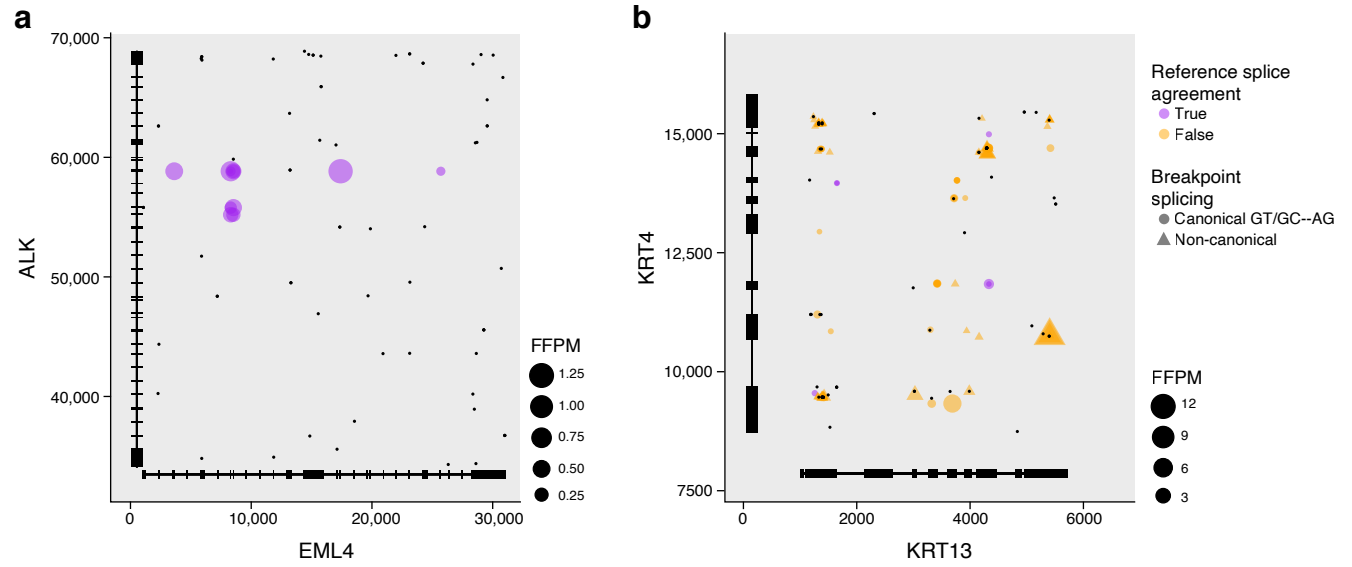 a
70,000
60,000
50,000
40,000
ALK
0
10,000
20,000
30,000
EML4
FFPM
1.25
1.00
0.75
0.50
0.25
b
15,000
12,500
10,000
7500
KRT4
0
2000
4000
6000
KRT13
Reference splice
agreement
True
False
Breakpoint
splicing
Canonical GT/GC--AG
Non-canonical
FFPM
12
9
6
3